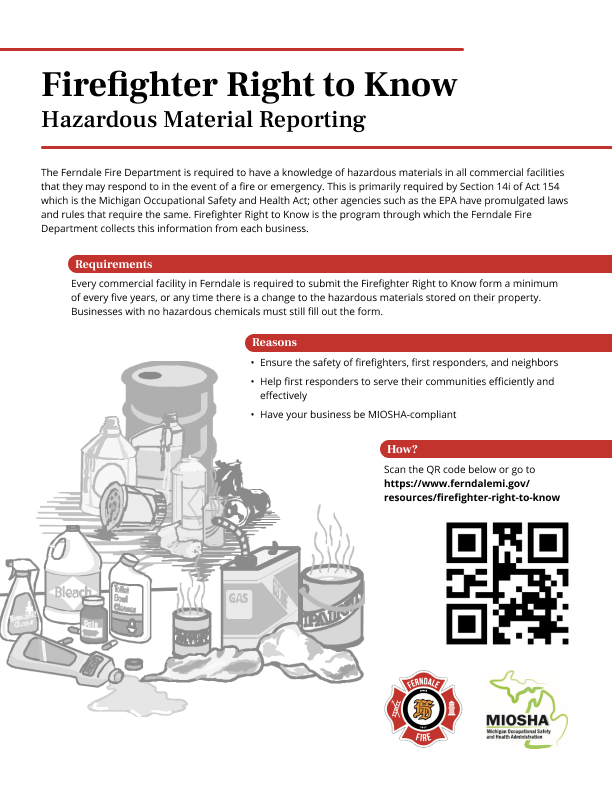 Firefighter Right to Know
Hazardous Material Reporting
The Ferndale Fire Department is required to have a knowledge of hazardous materials in all commercial facilities
that they may respond to in the event of a fire or emergency. This is primarily required by Section 14i of Act 154
which is the Michigan Occupational Safety and Health Act; other agencies such as the EPA have promulgated laws
and rules that require the same. Firefighter Right to Know is the program through which the Ferndale Fire
Department collects this information from each business.
Requirements
Every commercial facility in Ferndale is required to submit the Firefighter Right to Know form a minimum
of every five years, or any time there is a change to the hazardous materials stored on their property.
Businesses with no hazardous chemicals must still fill out the form.
Reasons
• Ensure the safety of firefighters, first responders, and neighbors
• Help first responders to serve their communities efficiently and
effectively
• Have your business be MIOSHA-compliant
How?
Scan the QR code below or go to
https://www.ferndalemi.gov/
resources/firefighter-right-to-know
Bleach
Toilet
Bowl
Cleaner
GAS
FERNDALE
FIRE
MIOSHA
Michigan Occupational Safety
and Health Administration